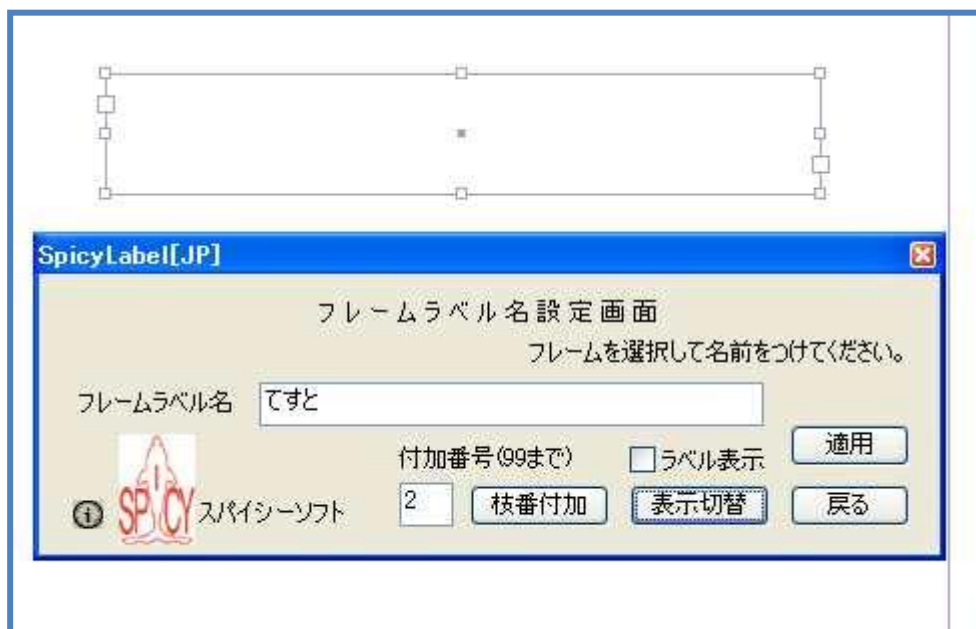 SpicyLabel[JP]
フレームラベル名設定画面
フレームを選択して名前をつけてください。
フレームラベル名 てすと
付加番号(99まで) ラベル表示 適用
SPICY スパイシーソフト 2 枝番付加 表示切替 戻る